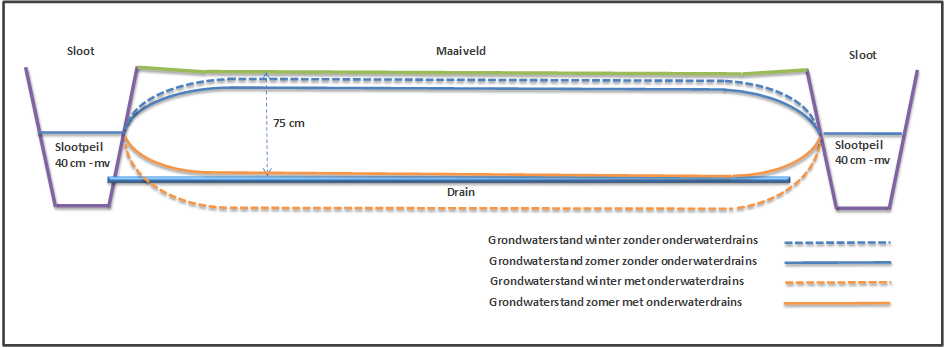 Sloot
Maaiveld
Sloot
75 cm
Slootpeil
40 cm -mv
Slootpeil
40 cm -mv
Drain
Grondwaterstand winter zonder onderwaterdrains
Grondwaterstand zomer zonder onderwaterdrains
Grondwaterstand winter met onderwaterdrains
Grondwaterstand zomer met onderwaterdrains